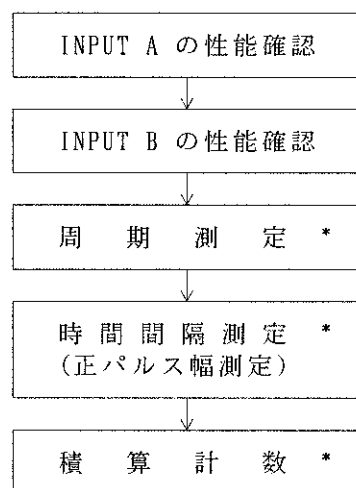 INPUT A の性能確認
INPUT B の性能確認
周期測定 *
時間間隔測定 *
(正パルス幅測定)
積算計数 *